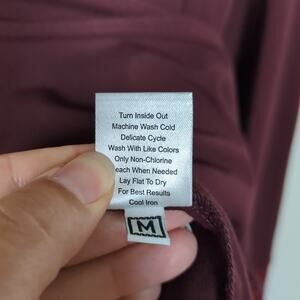 Turn Inside Out
Machine Wash Cold
Delicate Cycle
Wash With Like Colors
Only Non-Chlorine
each When Needed
Lay Flat To Dry
For Best Results
Cool Iron
M